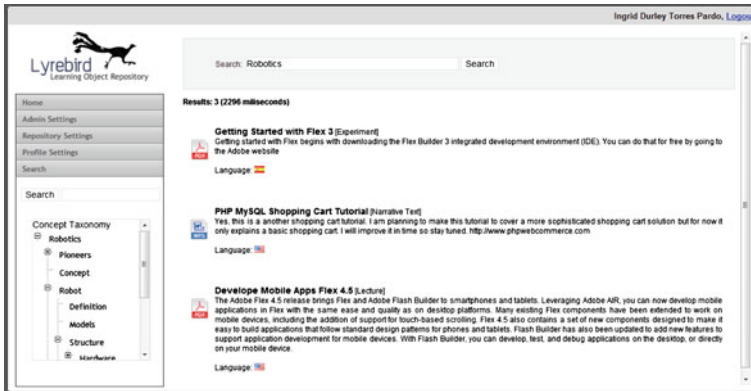 Ingrid Durley Torres Pardo, Logou
Lyrebird
Learning Object Repository
Home
Admin Settings
Repository Settings
Profile Settings
Search
Search
Concept Taxonomy
Robotics
Pioneers
Concept
Robot
Definition
Models
Structure
Hardware
Search: Robotics
Search
Results: 3 (2296 miliseconds)
Getting Started with Flex 3 [Experiment]
Getting started with Flex begins with downloading the Flex Builder 3 integrated development environment (IDE). You can do that for free by going to
the Adobe website
Language:
PHP MySQL Shopping Cart Tutorial [Narrative Text]
Yes, this is a another shopping cart tutorial. I am planning to make this tutorial to cover a more sophisticated shopping cart solution but for now it
only explains a basic shopping cart. I will improve it in time so stay tuned. http://www.phpwebcommerce.com
Language:
Develope Mobile Apps Flex 4.5 [Lecture]
The Adobe Flex 4.5 release brings Flex and Adobe Flash Builder to smartphones and tablets. Leveraging Adobe AIR, you can now develop mobile
applications in Flex with the same ease and quality as on desktop platforms. Many existing Flex components have been extended to work on
mobile devices, including the addition of support for touch-based scrolling. Flex 4.5 also contains a set of new components designed to make it
easy to build applications that follow standard design patterns for phones and tablets. Flash Builder has also been updated to add new features to
support application development for mobile devices. With Flash Builder, you can develop, test, and debug applications on the desktop, or directly
on your mobile device.
Language: